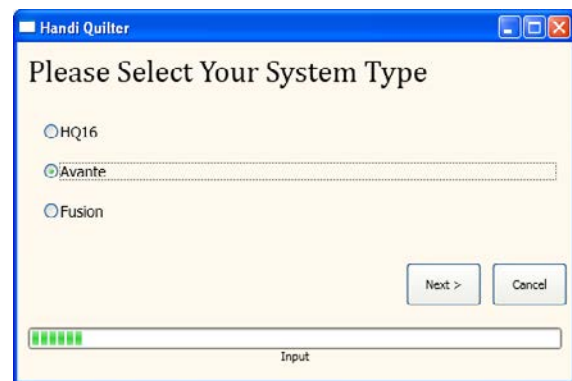 Handi Quilter
Please Select Your System Type
HQ16
Avante
Fusion
Next > Cancel
Input